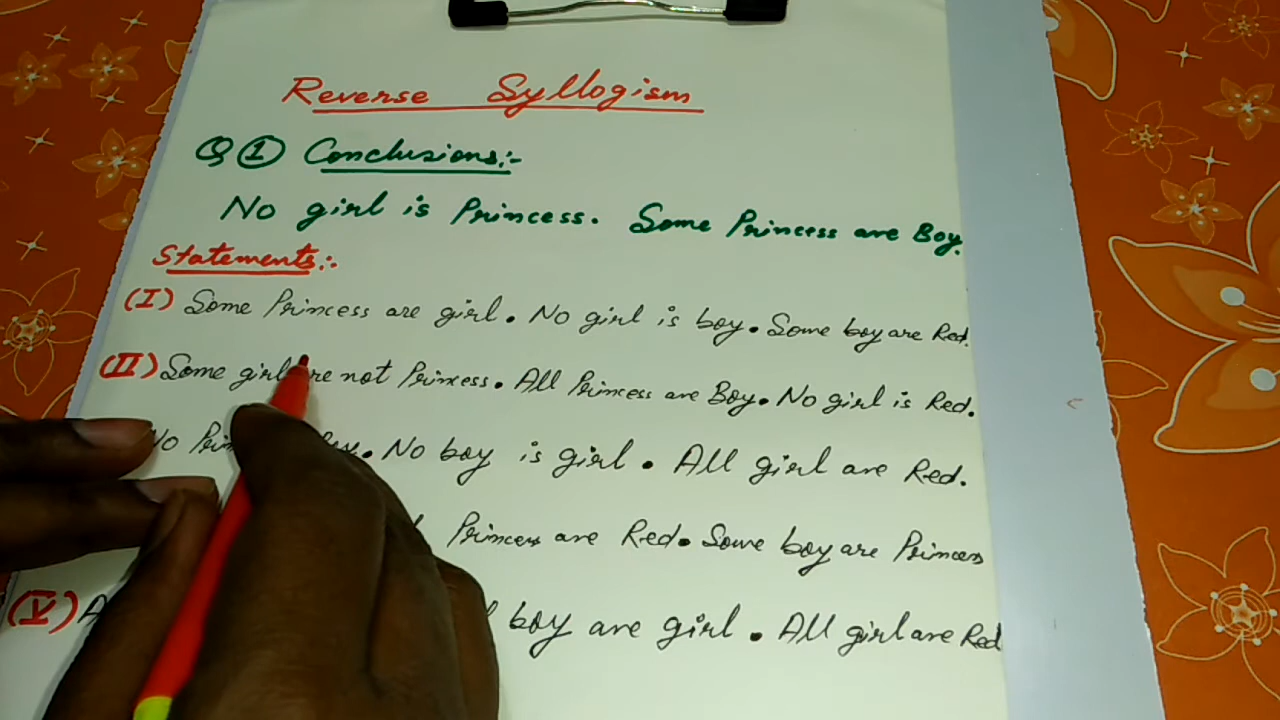 Reverse Syllogism
Q ① Conclusions:-
No girl is Princess. Some Princess are Boy.
Statements:-
(I) Some Princess are girl. No girl is boy. Some boy are Red.
(II) Some girl are not Princess. All Princess are Boy. No girl is Red.
No No boy is girl. All girl are Red.
Princess are Red. Some boy are Princess
(V) boy are girl. All girl are Red